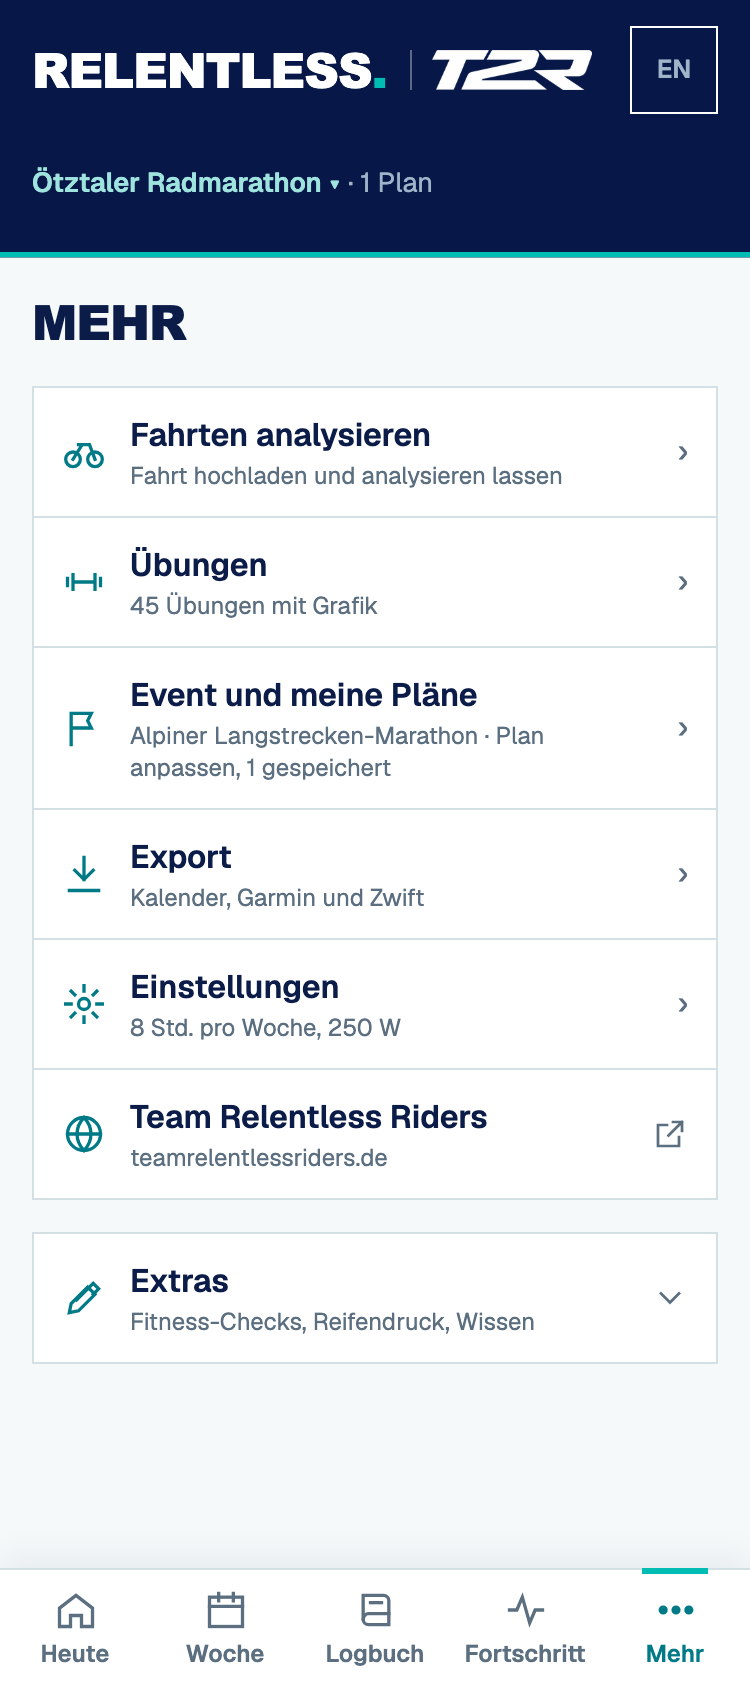 RELENTLESS. | T2R
EN
Ötztaler Radmarathon ▾ · 1 Plan
MEHR
Fahrten analysieren
Fahrt hochladen und analysieren lassen
Übungen
45 Übungen mit Grafik
Event und meine Pläne
Alpiner Langstrecken-Marathon · Plan
anpassen, 1 gespeichert
Export
Kalender, Garmin und Zwift
Einstellungen
8 Std. pro Woche, 250 W
Team Relentless Riders
teamrelentlessriders.de
Extras
Fitness-Checks, Reifendruck, Wissen
Heute Woche Logbuch Fortschritt Mehr